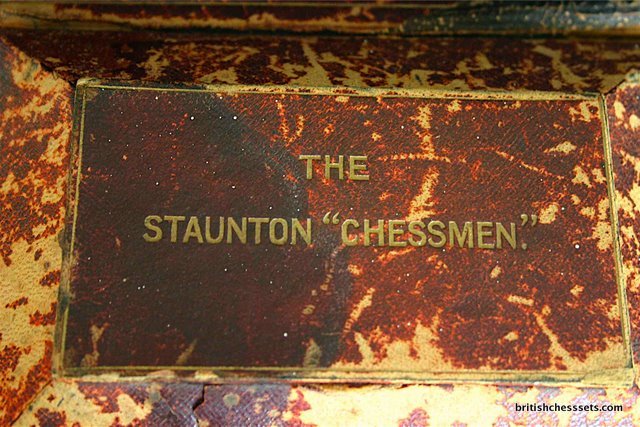 THE
STAUNTON “CHESSMEN.”
britishchesssets.com